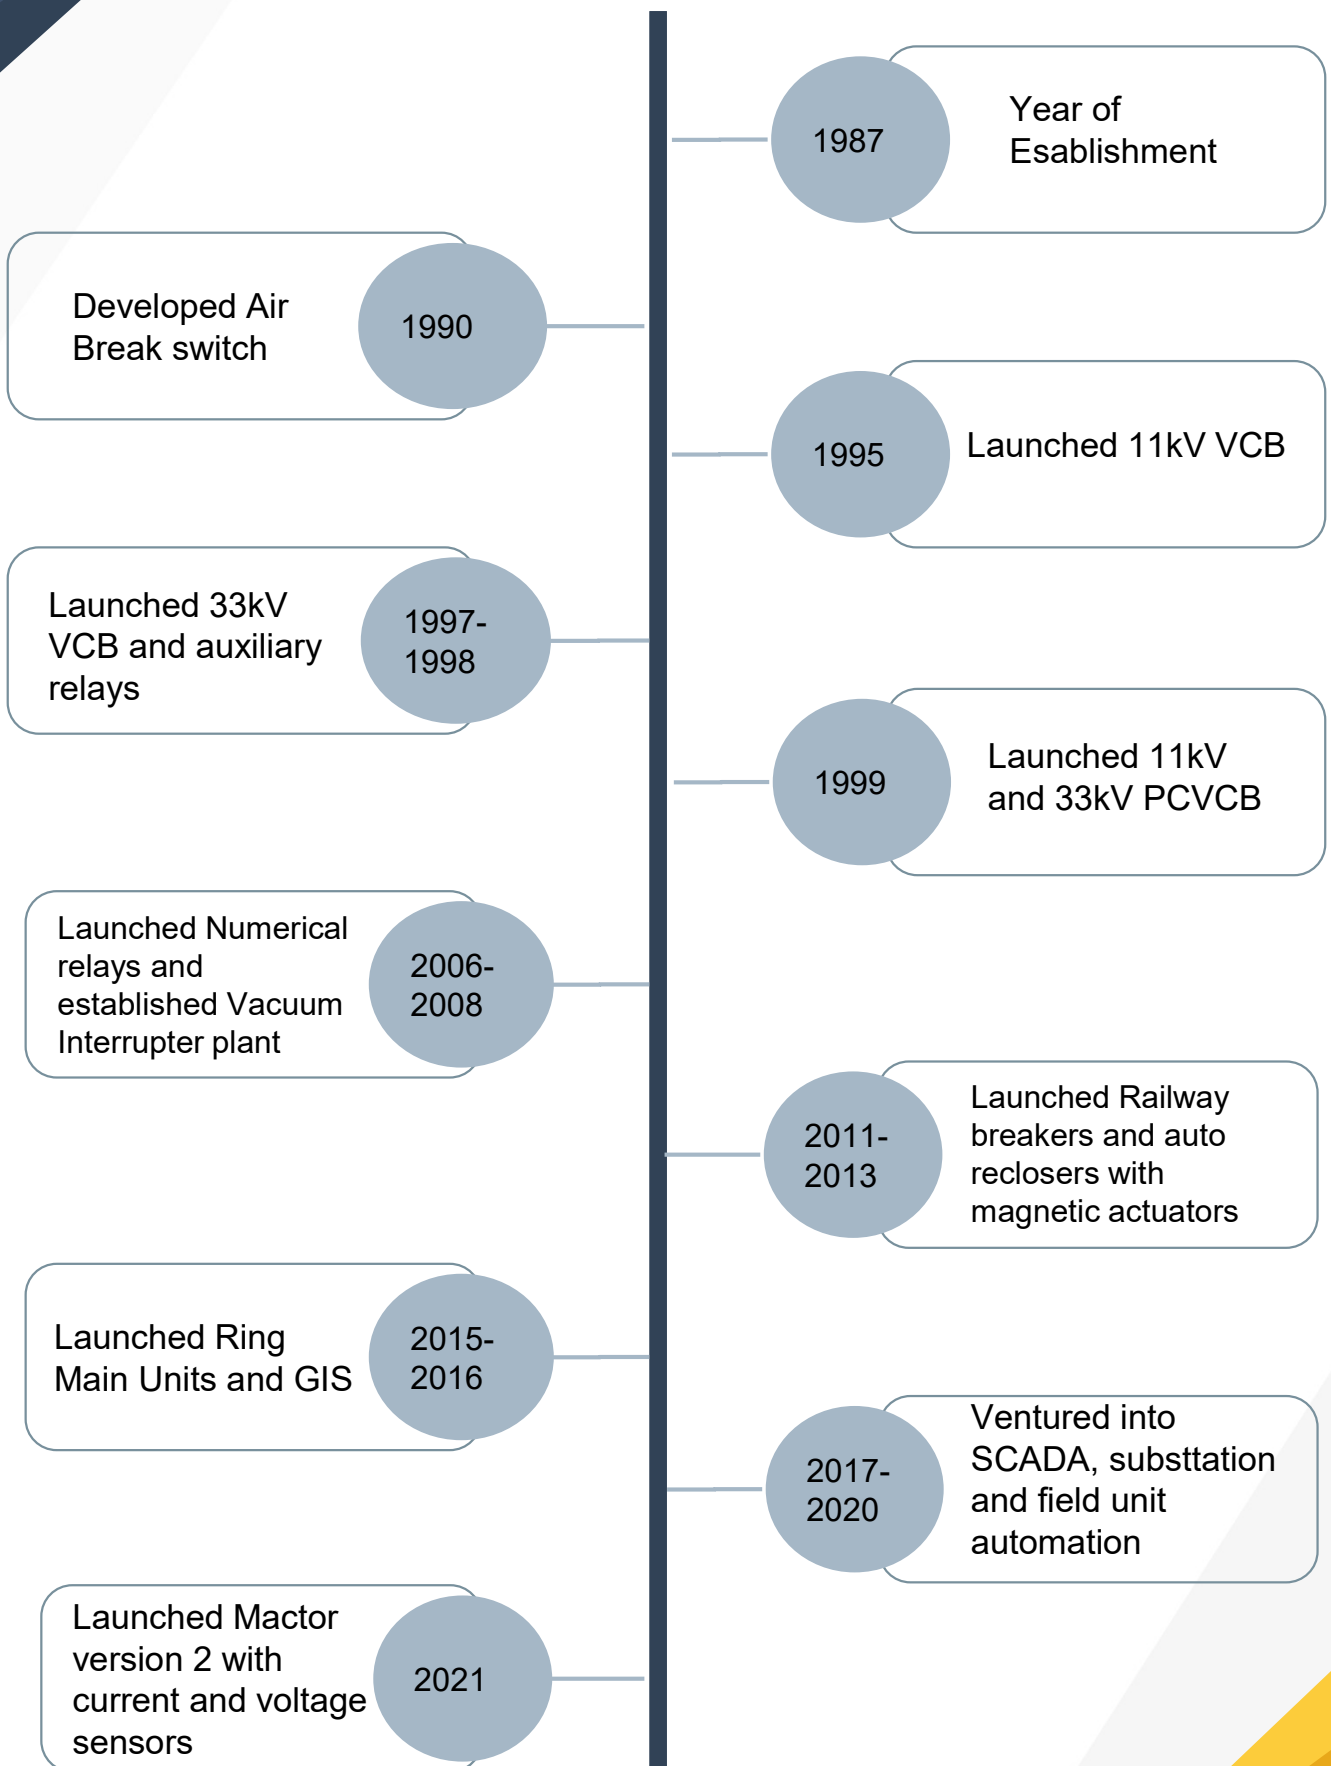 1987
Year of
Esablishment
Developed Air
Break switch
1990
1995
Launched 11kV VCB
Launched 33kV
VCB and auxiliary
relays
1997-
1998
1999
Launched 11kV
and 33kV PCVCB
Launched Numerical
relays and
established Vacuum
Interrupter plant
2006-
2008
2011-
2013
Launched Railway
breakers and auto
reclosers with
magnetic actuators
Launched Ring
Main Units and GIS
2015-
2016
2017-
2020
Ventured into
SCADA, substtation
and field unit
automation
Launched Mactor
version 2 with
current and voltage
sensors
2021